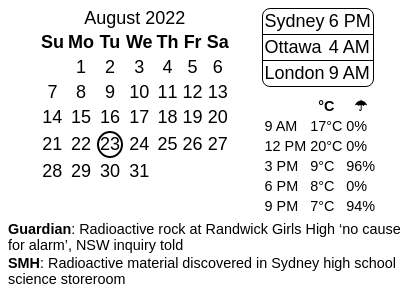 August 2022
Su Mo Tu We Th Fr Sa
1 2 3 4 5 6
7 8 9 10 11 12 13
14 15 16 17 18 19 20
21 22 23 24 25 26 27
28 29 30 31
Sydney 6 PM
Ottawa 4 AM
London 9 AM
°C ☂
9 AM 17°C 0%
12 PM 20°C 0%
3 PM 9°C 96%
6 PM 8°C 0%
9 PM 7°C 94%
Guardian: Radioactive rock at Randwick Girls High ‘no cause
for alarm’, NSW inquiry told
SMH: Radioactive material discovered in Sydney high school
science storeroom